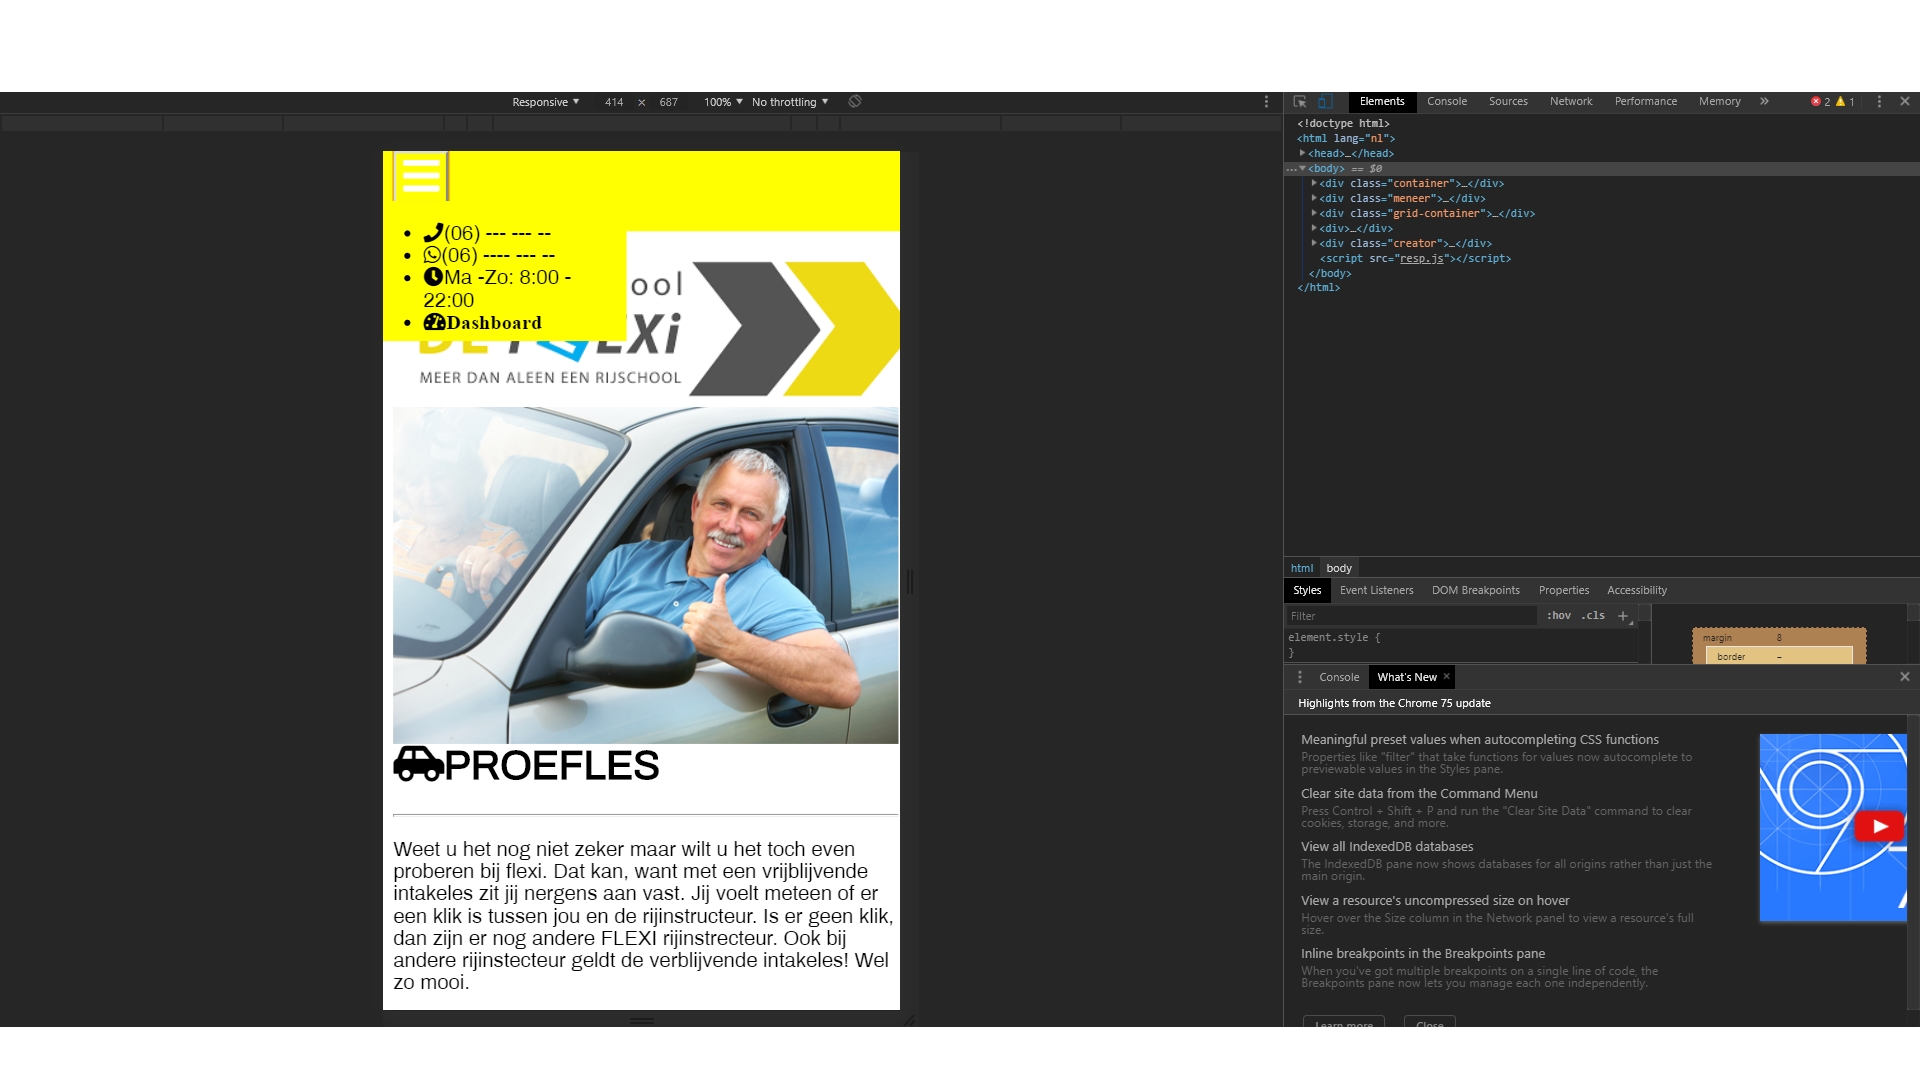 Responsive ▼ 414 × 687 100% ▼ No throttling ▼
(06) --- --- --
(06) ---- --- --
Ma -Zo: 8:00 -
22:00
Dashboard
ool
EXi
MEER DAN ALEEN EEN RIJSCHOOL
PROEFLES
Weet u het nog niet zeker maar wilt u het toch even
proberen bij flexi. Dat kan, want met een vrijblijvende
intakeles zit jij nergens aan vast. Jij voelt meteen of er
een klik is tussen jou en de rijinstructeur. Is er geen klik,
dan zijn er nog andere FLEXI rijinstrecteur. Ook bij
andere rijinstecteur geldt de verblijvende intakeles! Wel
zo mooi.
Elements Console Sources Network Performance Memory » 2 1
<!doctype html>
<html lang="nl">
<head>…</head>
<body> == $0
<div class="container">…</div>
<div class="meneer">…</div>
<div class="grid-container">…</div>
<div>…</div>
<div class="creator">…</div>
<script src="resp.js"></script>
</body>
</html>
html body
Styles Event Listeners DOM Breakpoints Properties Accessibility
Filter :hov .cls +
element.style {
}
margin 8
border –
Console What's New ×
Highlights from the Chrome 75 update
Meaningful preset values when autocompleting CSS functions
Properties like "filter" that take functions for values now autocomplete to
previewable values in the Styles pane.
Clear site data from the Command Menu
Press Control + Shift + P and run the "Clear Site Data" command to clear
cookies, storage, and more.
View all IndexedDB databases
The IndexedDB pane now shows databases for all origins rather than just the
main origin.
View a resource's uncompressed size on hover
Hover over the Size column in the Network panel to view a resource's full
size.
Inline breakpoints in the Breakpoints pane
When you've got multiple breakpoints on a single line of code, the
Breakpoints pane now lets you manage each one independently.
Learn more Close